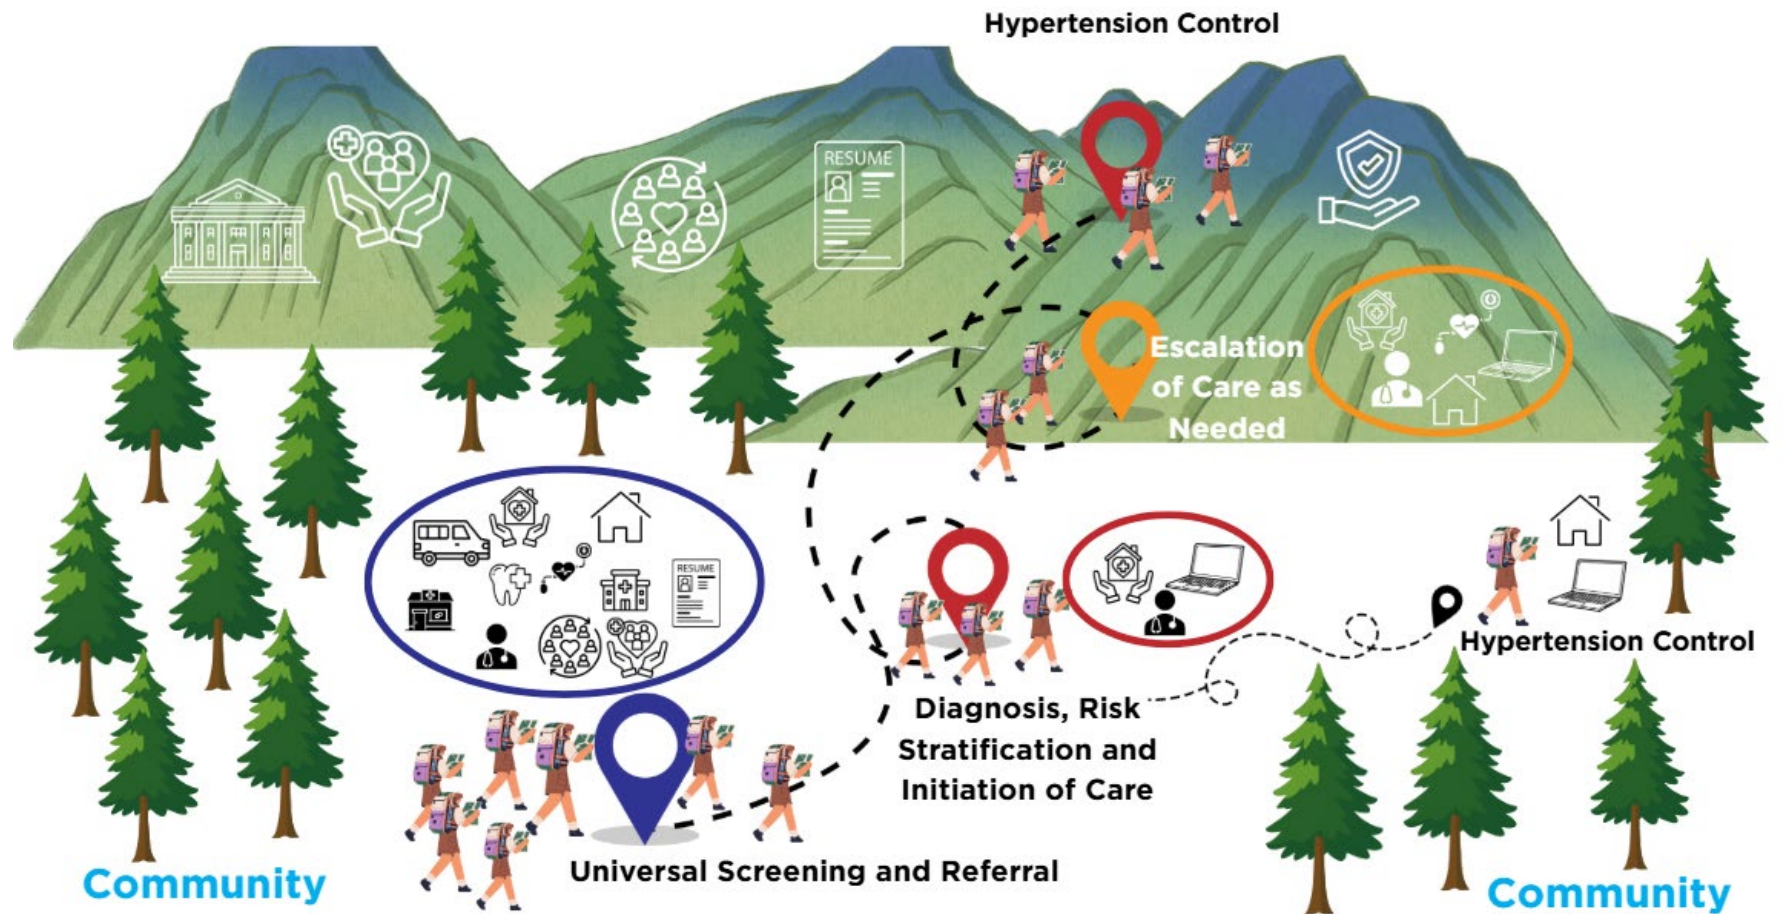 Hypertension Control
RESUME
Escalation
of Care as
Needed
RESUME
Hypertension Control
Diagnosis, Risk
Stratification and
Initiation of Care
Universal Screening and Referral
Community
Community